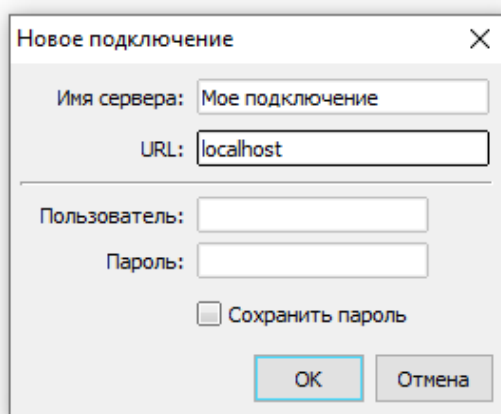 Новое подключение
Имя сервера: Мое подключение
URL: localhost
Пользователь:
Пароль:
Сохранить пароль
OK Отмена